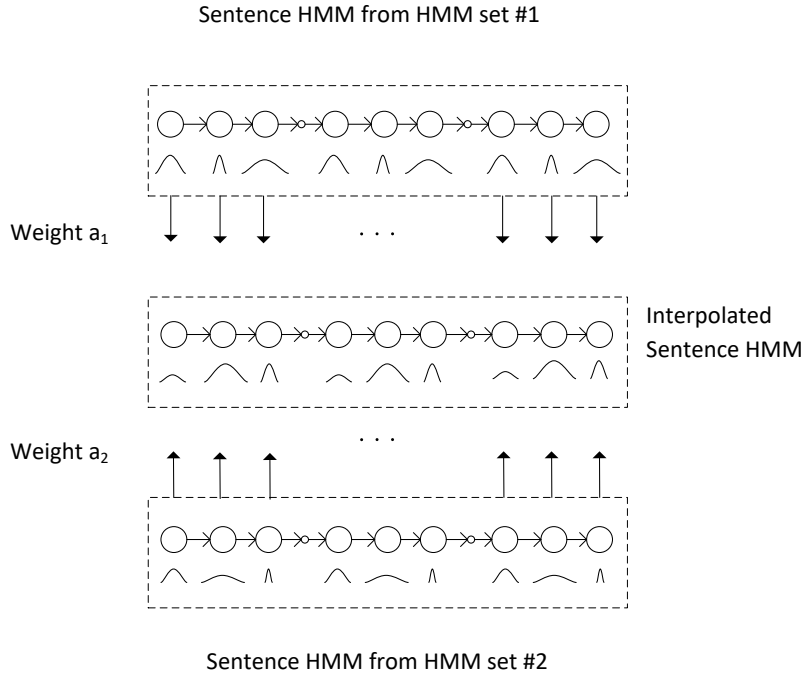 Sentence HMM from HMM set #1
Weight a₁
. . .
Interpolated
Sentence HMM
. . .
Weight a₂
Sentence HMM from HMM set #2